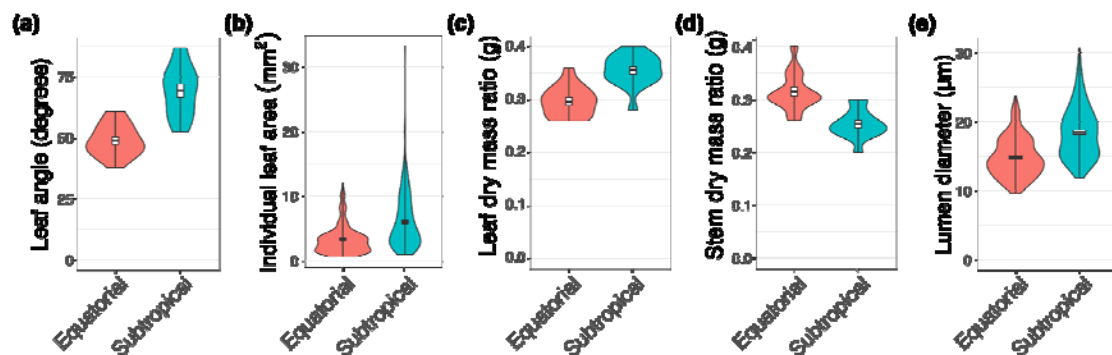 (a)
Leaf angle (degrees)
75
50
25
0
Equatorial
Subtropical
(b)
Individual leaf area (mm²)
30
20
10
0
Equatorial
Subtropical
(c)
Leaf dry mass ratio (g)
0.4
0.3
0.2
0.1
0.0
Equatorial
Subtropical
(d)
Stem dry mass ratio (g)
0.4
0.3
0.2
0.1
0.0
Equatorial
Subtropical
(e)
Lumen diameter (µm)
30
20
10
0
Equatorial
Subtropical